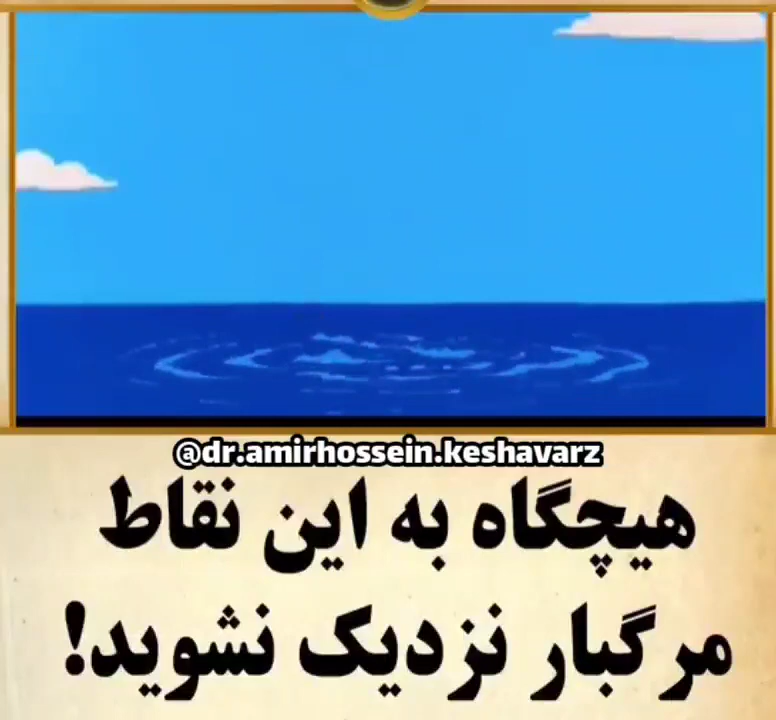 @dr.amirhossein.keshavarz
هیچگاه به این نقاط
مرگبار نزدیک نشوید!